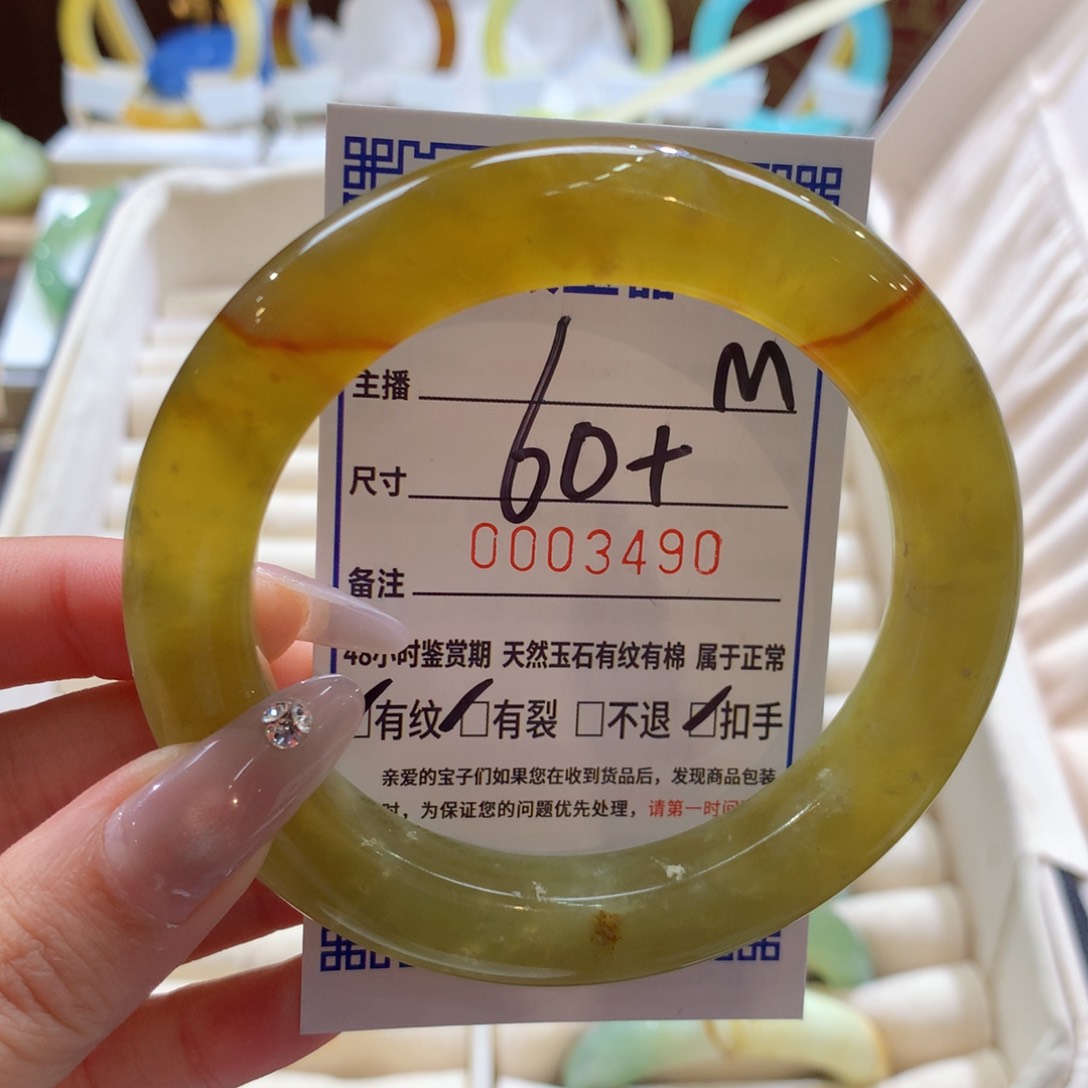 主播 M
尺寸 60+
0003490
备注
48小时鉴赏期 天然玉石有纹有棉 属于正常
☑有纹 ☑有裂 □不退 ☑扣手
亲爱的宝子们如果您在收到货品后,发现商品包装
时,为保证您的问题优先处理,请第一时间